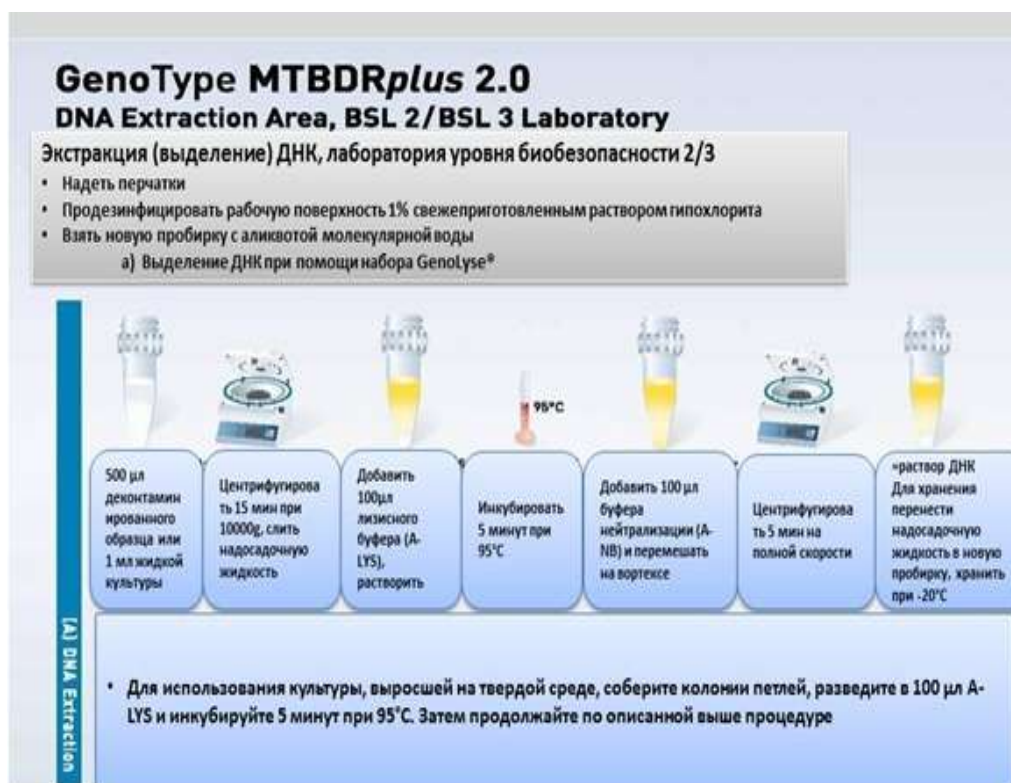 GenoType MTBDRplus 2.0
DNA Extraction Area, BSL 2/BSL 3 Laboratory
Экстракция (выделение) ДНК, лаборатория уровня биобезопасности 2/3
• Надеть перчатки
• Продезинфицировать рабочую поверхность 1% свежеприготовленным раствором гипохлорита
• Взять новую пробирку с аликвотой молекулярной воды
a) Выделение ДНК при помощи набора GenoLyse®
95°C
500 µл
деконтамин
ированного
образца или
1 мл жидкой
культуры
Центрифугирова
ть 15 мин при
10000g, слить
надосадочную
жидкость
Добавить
100µл
лизисного
буфера (A-
LYS),
растворить
Инкубировать
5 минут при
95°C
Добавить 100 µл
буфера
нейтрализации (A-
NB) и перемешать
на вортексе
Центрифугирова
ть 5 мин на
полной скорости
=раствор ДНК
Для хранения
перенести
надосадочную
жидкость в новую
пробирку, хранить
при -20°C
(A) DNA Extraction
• Для использования культуры, выросшей на твердой среде, соберите колонии петлей, разведите в 100 µл A-
LYS и инкубируйте 5 минут при 95°C. Затем продолжайте по описанной выше процедуре